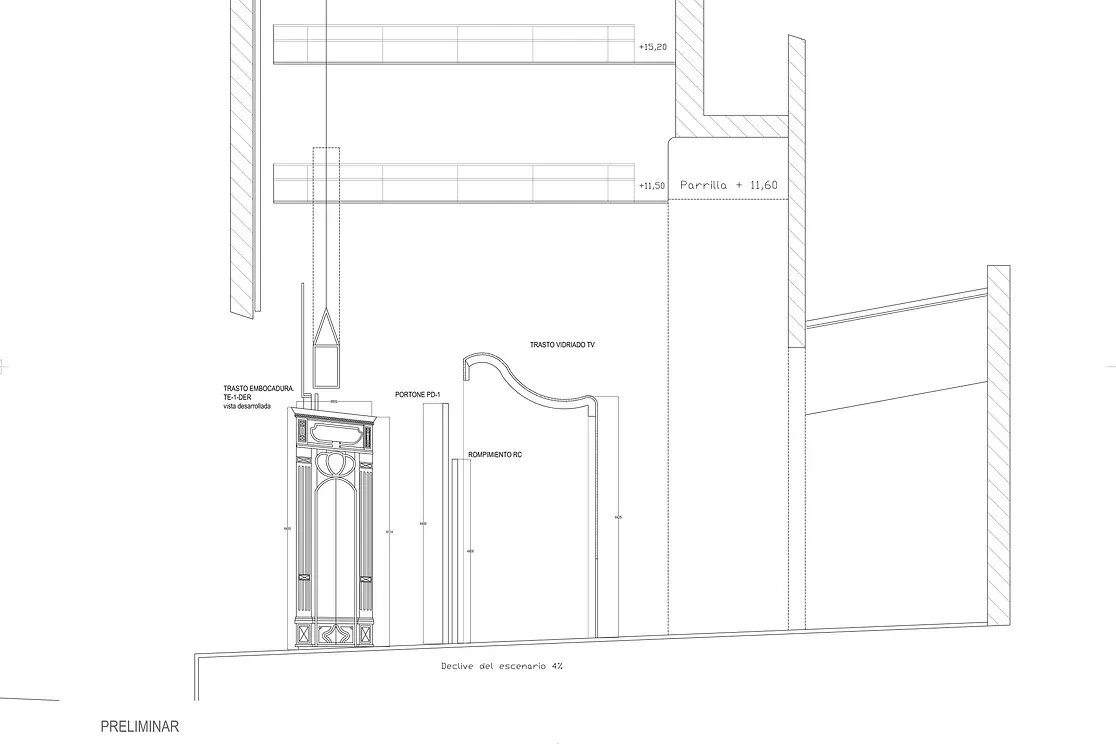 +15,20
+11,50
Parrilla + 11,60
TRASTO VIDRIADO TV
TRASTO EMBOCADURA.
TE-1-DER
vista desarrollada
PORTONE PD-1
ROMPIMIENTO RC
Declive del escenario 4%
PRELIMINAR